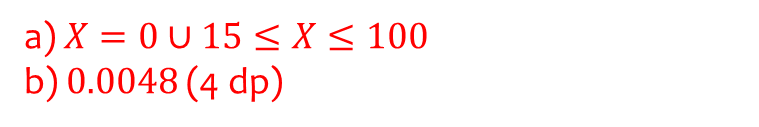 a) X = 0 ∪ 15 ≤ X ≤ 100
b) 0.0048 (4 dp)